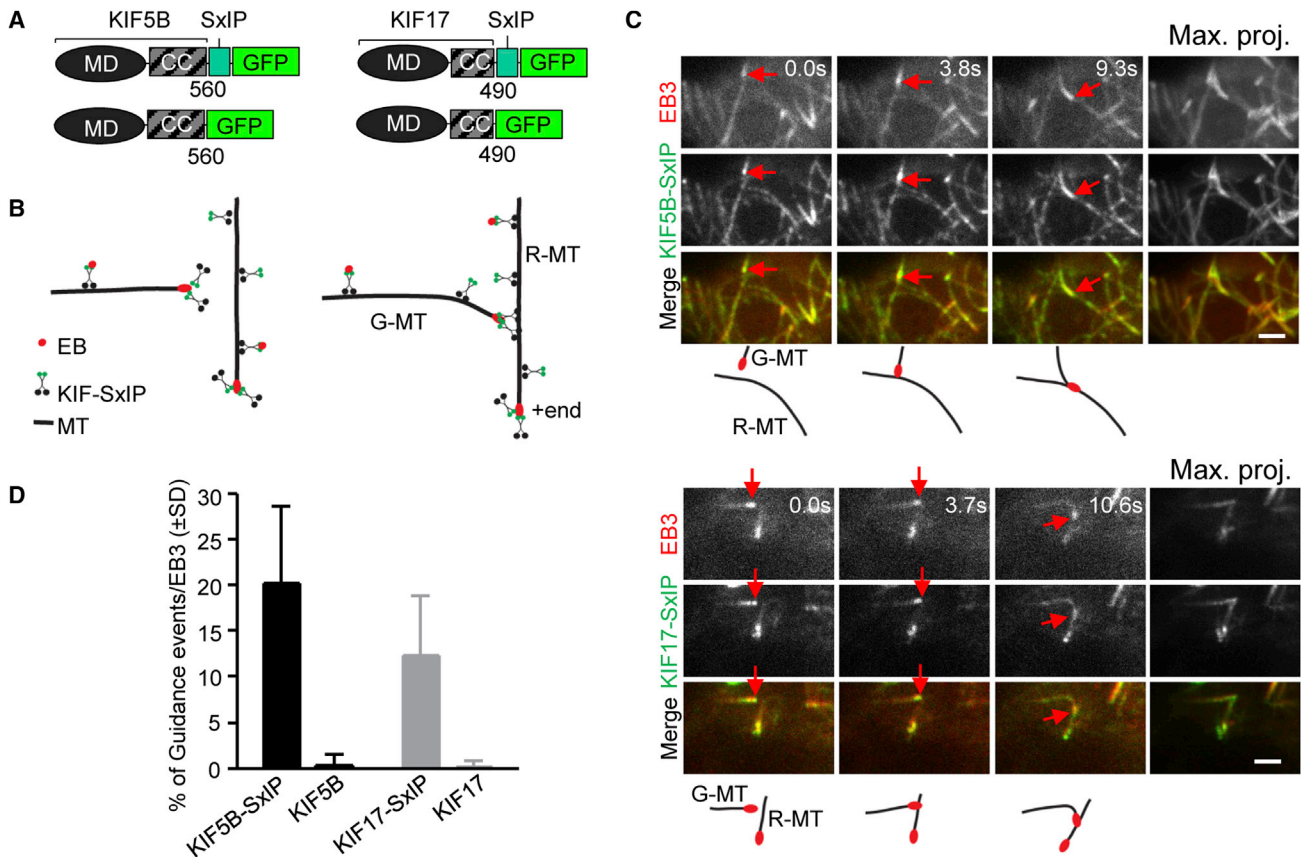 A
KIF5B SxIP
MD CC GFP
560
MD CC GFP
560
KIF17 SxIP
MD CC GFP
490
MD CC GFP
490
B
R-MT
G-MT
+end
EB
KIF-SxIP
MT
C
Max. proj.
0.0s 3.8s 9.3s
EB3
KIF5B-SxIP
Merge
G-MT
R-MT
Max. proj.
0.0s 3.7s 10.6s
EB3
KIF17-SxIP
Merge
G-MT
R-MT
D
% of Guidance events/EB3 (±SD)
30
25
20
15
10
5
0
KIF5B-SxIP
KIF5B
KIF17-SxIP
KIF17